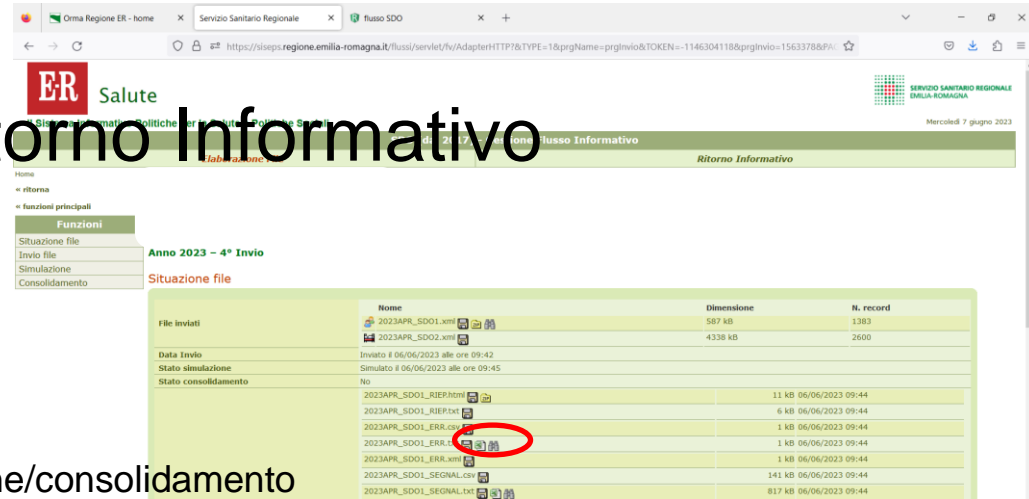 Orma Regione ER - home
Servizio Sanitario Regionale
flusso SDO
https://siseps.regione.emilia-romagna.it/flussi/servlet/fv/AdapterHTTP?&TYPE=1&prgName=prgInvio&TOKEN=-1146304118&prgInvio=1563378&PA
E·R Salute
SERVIZIO SANITARIO REGIONALE
EMILIA-ROMAGNA
Mercoledì 7 giugno 2023
torno Informativo
Flusso Informativo
Ritorno Informativo
Home
« ritorna
« funzioni principali
Funzioni
Situazione file
Invio file
Simulazione
Consolidamento
Anno 2023 – 4° Invio
Situazione file
Nome Dimensione N. record
File inviati
2023APR_SDO1.xml 587 kB 1383
2023APR_SDO2.xml 4338 kB 2600
Data Invio Inviato il 06/06/2023 alle ore 09:42
Stato simulazione Simulato il 06/06/2023 alle ore 09:45
Stato consolidamento No
2023APR_SDO1_RIEP.html 11 kB 06/06/2023 09:44
2023APR_SDO1_RIEP.txt 6 kB 06/06/2023 09:44
2023APR_SDO1_ERR.csv 1 kB 06/06/2023 09:44
2023APR_SDO1_ERR.txt 1 kB 06/06/2023 09:44
2023APR_SDO1_ERR.xml 1 kB 06/06/2023 09:44
2023APR_SDO1_SEGNAL.csv 141 kB 06/06/2023 09:44
2023APR_SDO1_SEGNAL.txt 817 kB 06/06/2023 09:44
ne/consolidamento